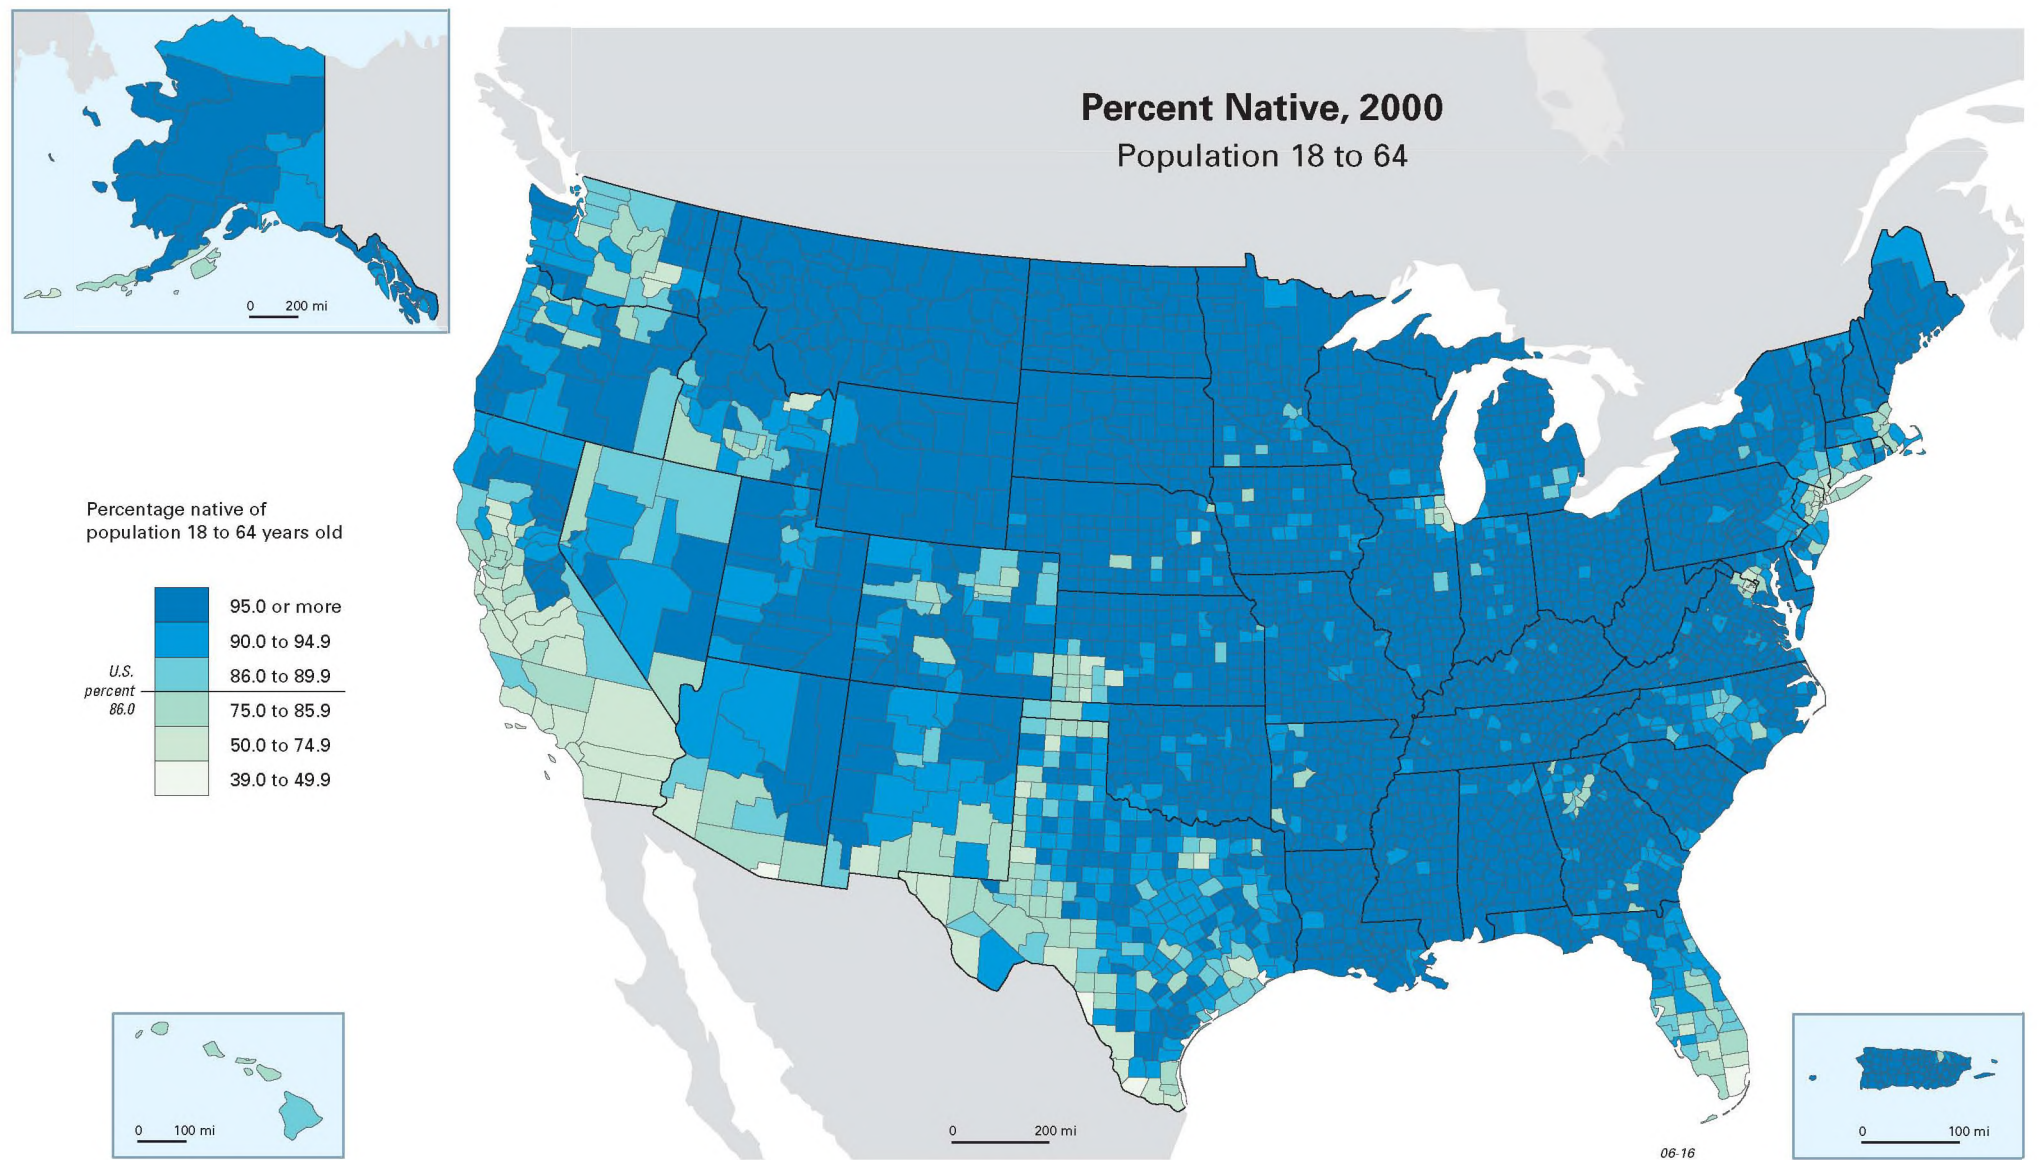 Percent Native, 2000
Population 18 to 64
0 200 mi
Percentage native of
population 18 to 64 years old
95.0 or more
90.0 to 94.9
86.0 to 89.9
U.S.
percent
86.0
75.0 to 85.9
50.0 to 74.9
39.0 to 49.9
0 100 mi
0 200 mi
0 100 mi
06-16